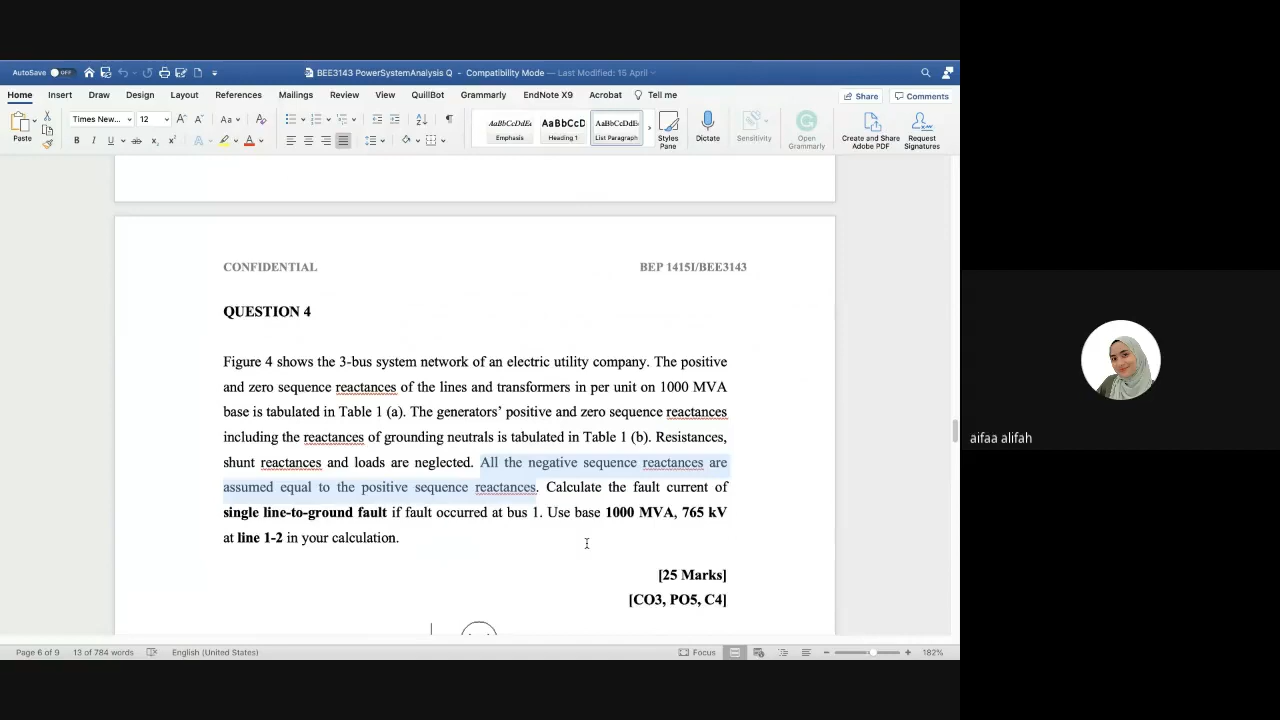 AutoSave OFF BEE3143 PowerSystemAnalysis Q - Compatibility Mode — Last Modified: 15 April
Home Insert Draw Design Layout References Mailings Review View QuillBot Grammarly EndNote X9 Acrobat Tell me Share Comments
Paste Times New... 12 A A Aa A AaBbCcDdEe AaBbCcD AaBbCcDdEe
B I U ab x₂ x² A A Emphasis Heading 1 List Paragraph Styles Pane Dictate Sensitivity Open Grammarly Create and Share Adobe PDF Request Signatures
CONFIDENTIAL BEP 1415I/BEE3143
QUESTION 4
Figure 4 shows the 3-bus system network of an electric utility company. The positive
and zero sequence reactances of the lines and transformers in per unit on 1000 MVA
base is tabulated in Table 1 (a). The generators’ positive and zero sequence reactances
including the reactances of grounding neutrals is tabulated in Table 1 (b). Resistances,
shunt reactances and loads are neglected. All the negative sequence reactances are
assumed equal to the positive sequence reactances. Calculate the fault current of
single line-to-ground fault if fault occurred at bus 1. Use base 1000 MVA, 765 kV
at line 1-2 in your calculation.
[25 Marks]
[CO3, PO5, C4]
Page 6 of 9 13 of 784 words English (United States) Focus 182%
aifaa alifah